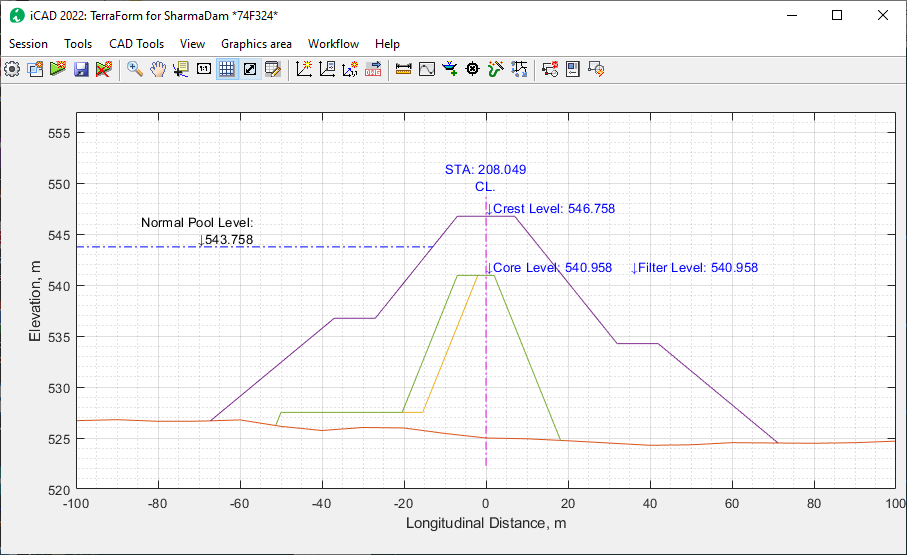 iCAD 2022: TerraForm for SharmaDam *74F324*
Session Tools CAD Tools View Graphics area Workflow Help
1:1
555
STA: 208.049
550
CL.
↓Crest Level: 546.758
Normal Pool Level:
545
↓543.758
↓Core Level: 540.958 ↓Filter Level: 540.958
540
Elevation, m
535
530
525
520
-100 -80 -60 -40 -20 0 20 40 60 80 100
Longitudinal Distance, m